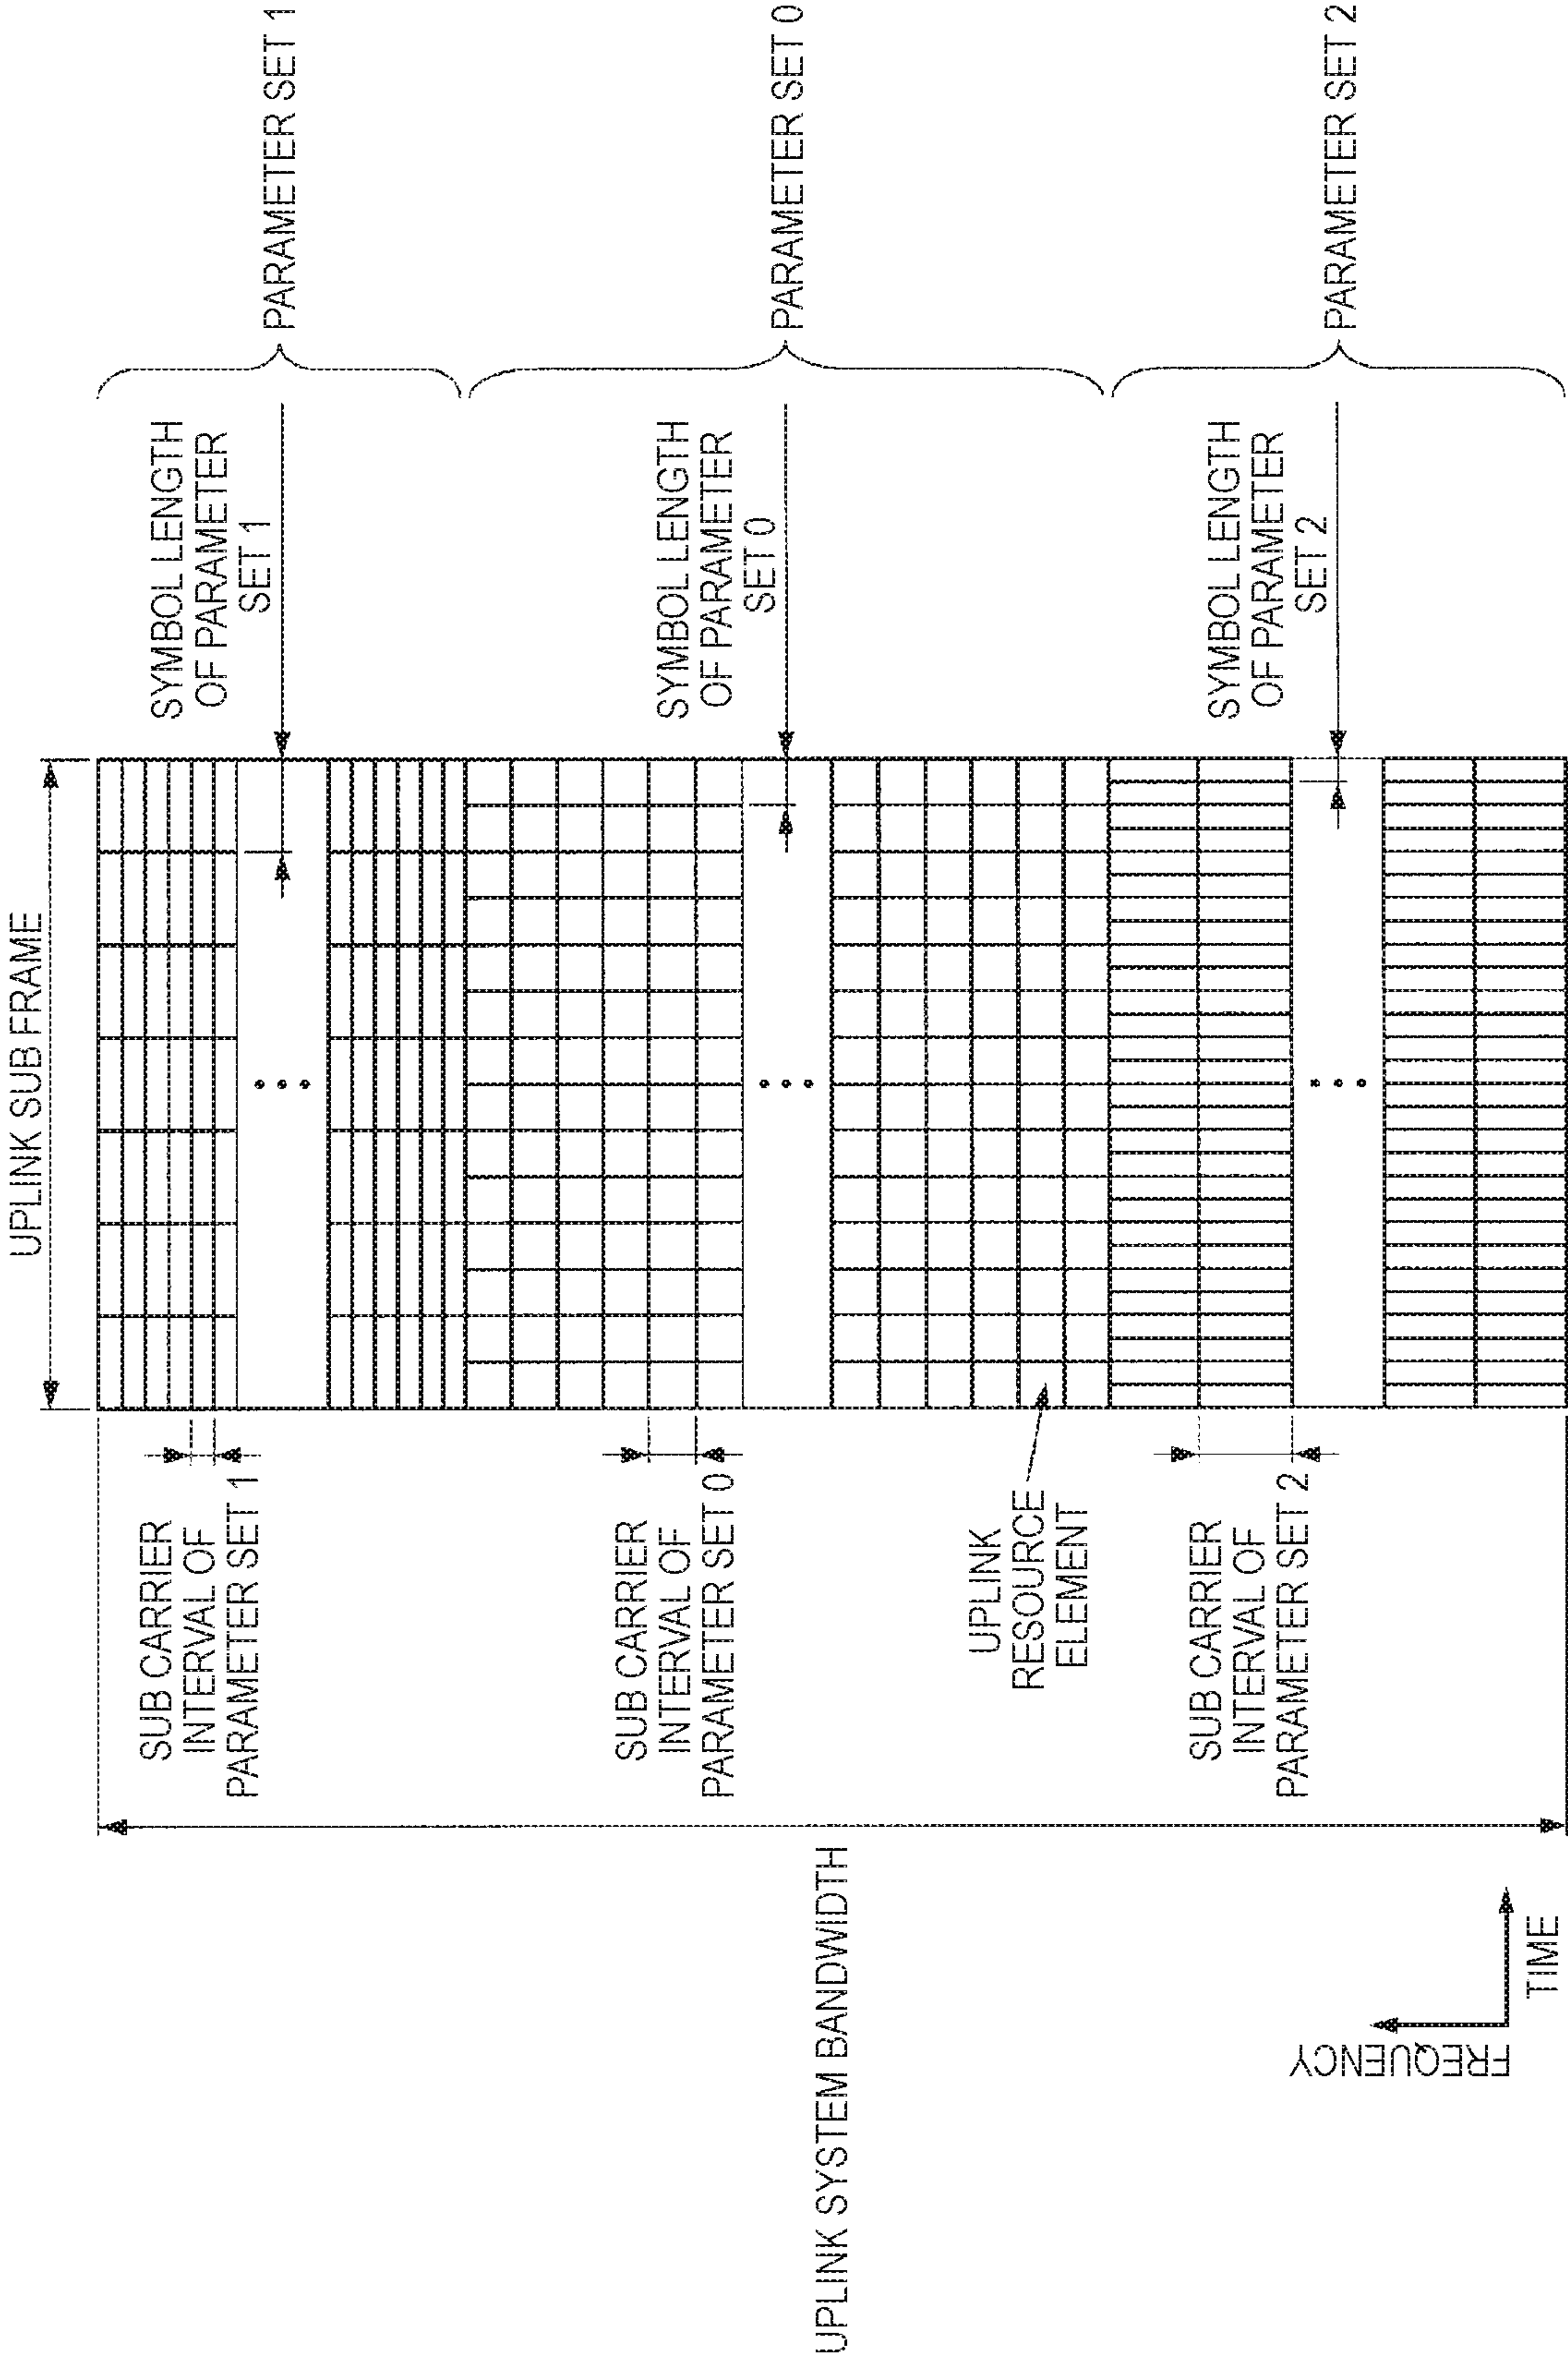 UPLINK SUB FRAME
PARAMETER SET 1
SYMBOL LENGTH
OF PARAMETER
SET 1
SUB CARRIER
INTERVAL OF
PARAMETER SET 1
PARAMETER SET 0
SYMBOL LENGTH
OF PARAMETER
SET 0
SUB CARRIER
INTERVAL OF
PARAMETER SET 0
UPLINK SYSTEM BANDWIDTH
UPLINK
RESOURCE
ELEMENT
PARAMETER SET 2
SYMBOL LENGTH
OF PARAMETER
SET 2
SUB CARRIER
INTERVAL OF
PARAMETER SET 2
FREQUENCY
TIME